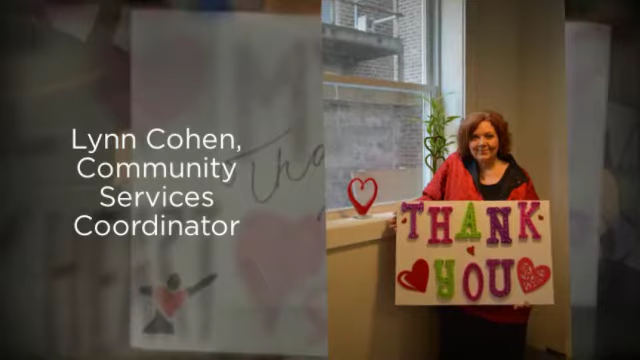 Lynn Cohen,
Community
Services
Coordinator
THANK
YOU